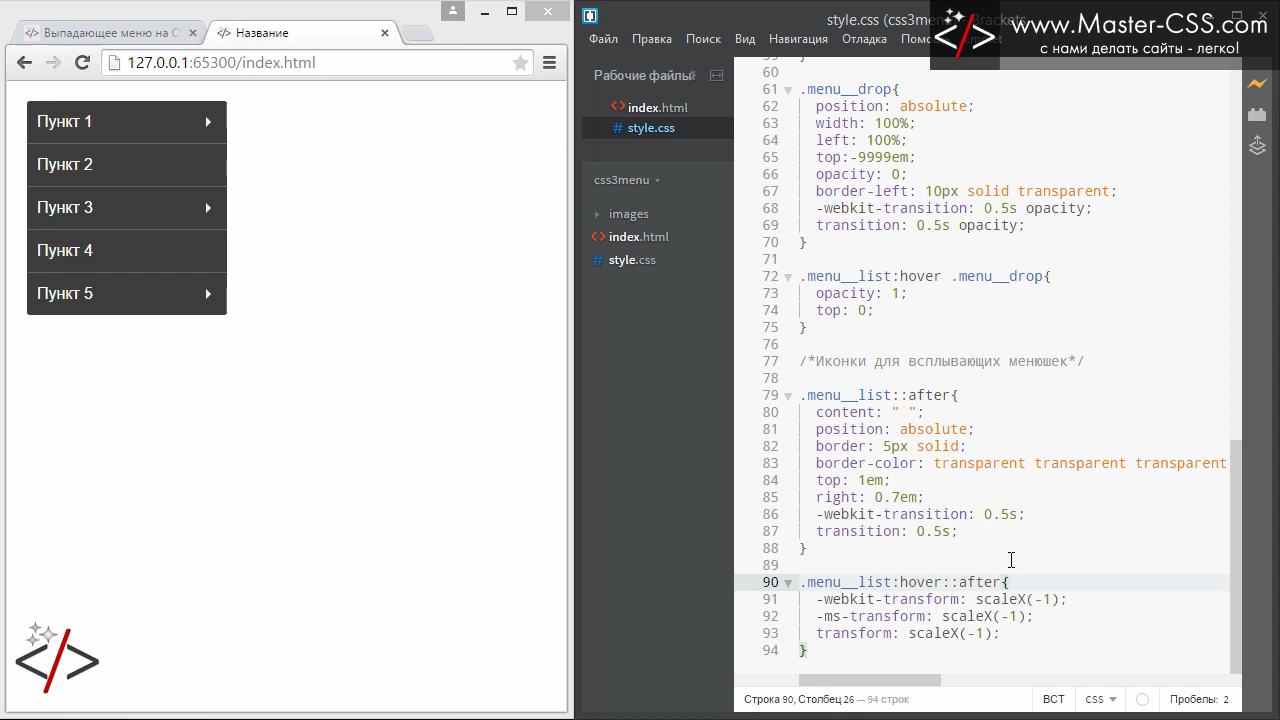 Выпадающее меню на С
Название
127.0.0.1:65300/index.html
Пункт 1
Пункт 2
Пункт 3
Пункт 4
Пункт 5
style.css (css3menu) - Brackets
www.Master-CSS.com
с нами делать сайты - легко!
Файл Правка Поиск Вид Навигация Отладка
Рабочие файлы
<> index.html
# style.css
css3menu
images
<> index.html
# style.css
60
61 .menu__drop{
62 position: absolute;
63 width: 100%;
64 left: 100%;
65 top:-9999em;
66 opacity: 0;
67 border-left: 10px solid transparent;
68 -webkit-transition: 0.5s opacity;
69 transition: 0.5s opacity;
70 }
71
72 .menu__list:hover .menu__drop{
73 opacity: 1;
74 top: 0;
75 }
76
77 /*Иконки для всплывающих менюшек*/
78
79 .menu__list::after{
80 content: " ";
81 position: absolute;
82 border: 5px solid;
83 border-color: transparent transparent transparent
84 top: 1em;
85 right: 0.7em;
86 -webkit-transition: 0.5s;
87 transition: 0.5s;
88 }
89
90 .menu__list:hover::after{
91 -webkit-transform: scaleX(-1);
92 -ms-transform: scaleX(-1);
93 transform: scaleX(-1);
94 }
Строка 90, Столбец 26 — 94 строк
ВСТ
CSS
Пробелы: 2